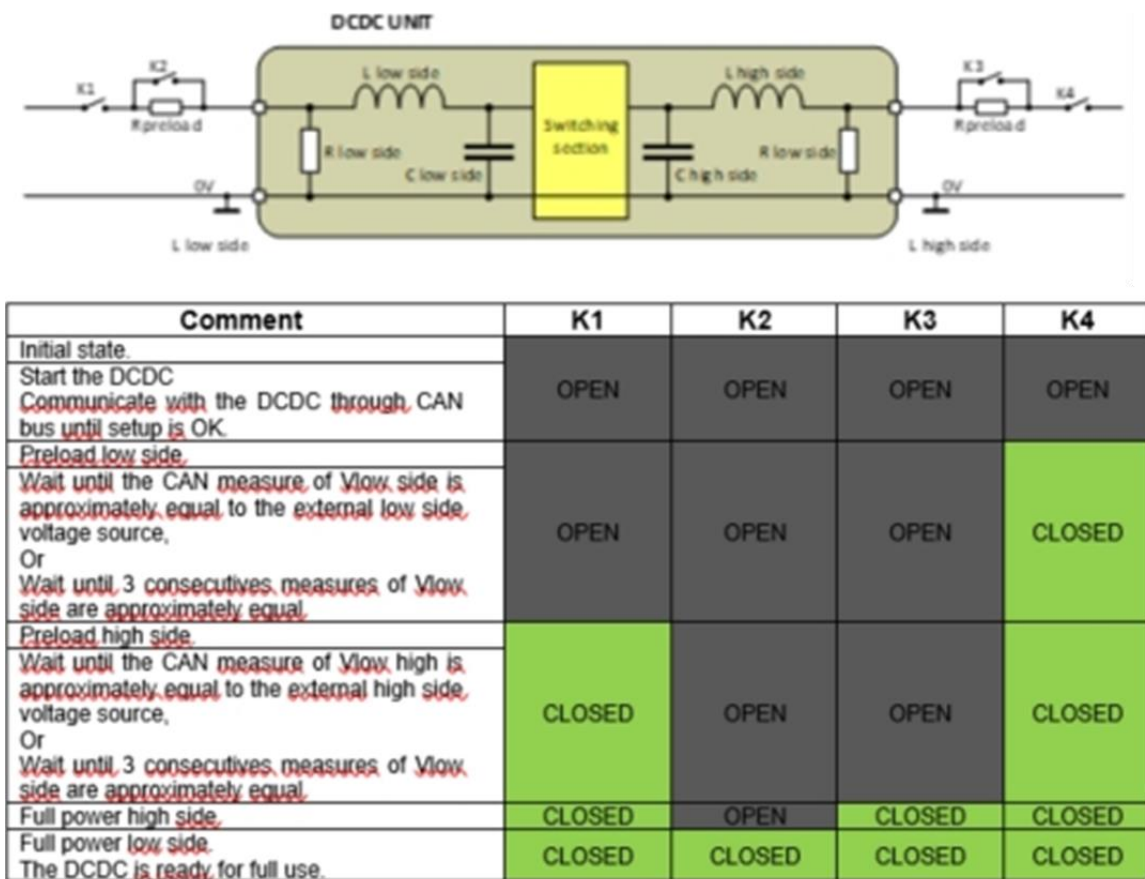 DCDC UNIT
K2
L low side
L high side
K3
K1
K4
Rpreload
Switching
section
Rpreload
R low side
R low side
C low side
C high side
0V
0V
L low side
L high side
Comment K1 K2 K3 K4
Initial state.
Start the DCDC
Communicate with the DCDC through CAN
bus until setup is OK.
OPEN OPEN OPEN OPEN
Preload low side.
Wait until the CAN measure of Vlow side is
approximately equal to the external low side
voltage source,
Or
Wait until 3 consecutives measures of Vlow
side are approximately equal.
OPEN OPEN OPEN CLOSED
Preload high side.
Wait until the CAN measure of Vlow high is
approximately equal to the external high side
voltage source,
Or
Wait until 3 consecutives measures of Vlow
side are approximately equal.
CLOSED OPEN OPEN CLOSED
Full power high side. CLOSED OPEN CLOSED CLOSED
Full power low side.
The DCDC is ready for full use.
CLOSED CLOSED CLOSED CLOSED